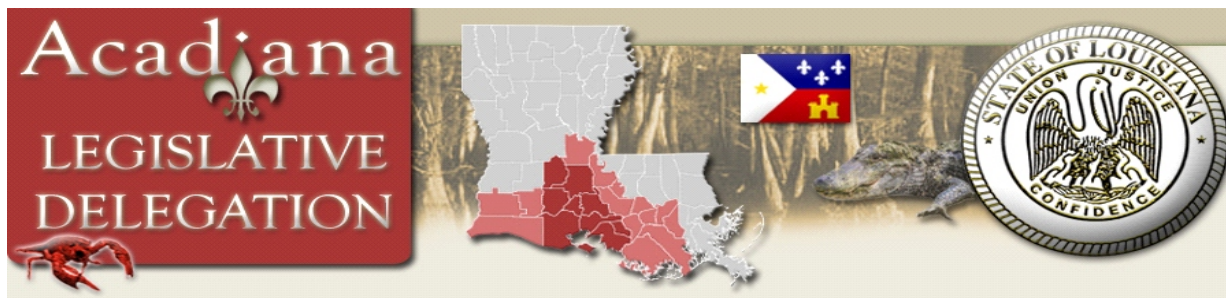 Acadiana
LEGISLATIVE
DELEGATION
STATE OF LOUISIANA
UNION JUSTICE
CONFIDENCE